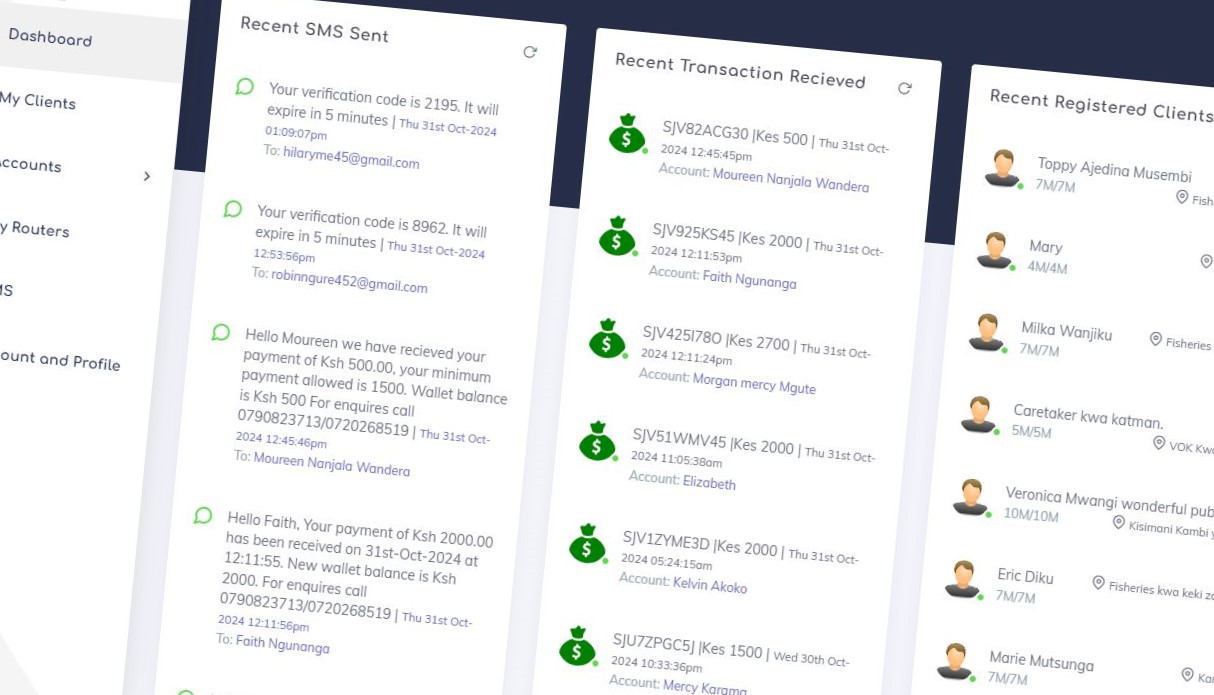 Dashboard
My Clients
ccounts
y Routers
MS
ount and Profile
Recent SMS Sent
Your verification code is 2195. It will
expire in 5 minutes | Thu 31st Oct-2024
01:09:07pm
To: hilaryme45@gmail.com
Your verification code is 8962. It will
expire in 5 minutes | Thu 31st Oct-2024
12:53:56pm
To: robinngure452@gmail.com
Hello Moureen we have recieved your
payment of Ksh 500.00, your minimum
payment allowed is 1500. Wallet balance
is Ksh 500 For enquires call
0790823713/0720268519 | Thu 31st Oct-
2024 12:45:46pm
To: Moureen Nanjala Wandera
Hello Faith, Your payment of Ksh 2000.00
has been received on 31st-Oct-2024 at
12:11:55. New wallet balance is Ksh
2000. For enquires call
0790823713/0720268519 | Thu 31st Oct-
2024 12:11:56pm
To: Faith Ngunanga
Recent Transaction Recieved
SJV82ACG30 |Kes 500 | Thu 31st Oct-
2024 12:45:45pm
Account: Moureen Nanjala Wandera
SJV925KS45 |Kes 2000 | Thu 31st Oct-
2024 12:11:53pm
Account: Faith Ngunanga
SJV425I78O |Kes 2700 | Thu 31st Oct-
2024 12:11:24pm
Account: Morgan mercy Mgute
SJV51WMV45 |Kes 2000 | Thu 31st Oct-
2024 11:05:38am
Account: Elizabeth
SJV1ZYME3D |Kes 2000 | Thu 31st Oct-
2024 05:24:15am
Account: Kelvin Akoko
SJU7ZPGC5J |Kes 1500 | Wed 30th Oct-
2024 10:33:36pm
Account: Mercy Karama
Recent Registered Clients
Toppy Ajedina Musembi
7M/7M
Fish
Mary
4M/4M
Milka Wanjiku
Fisheries
7M/7M
Caretaker kwa katman.
5M/5M
VOK Kwa
Veronica Mwangi wonderful pub
10M/10M
Kisimani Kambi y
Eric Diku
Fisheries kwa keki za
7M/7M
Marie Mutsunga
Kar
7M/7M